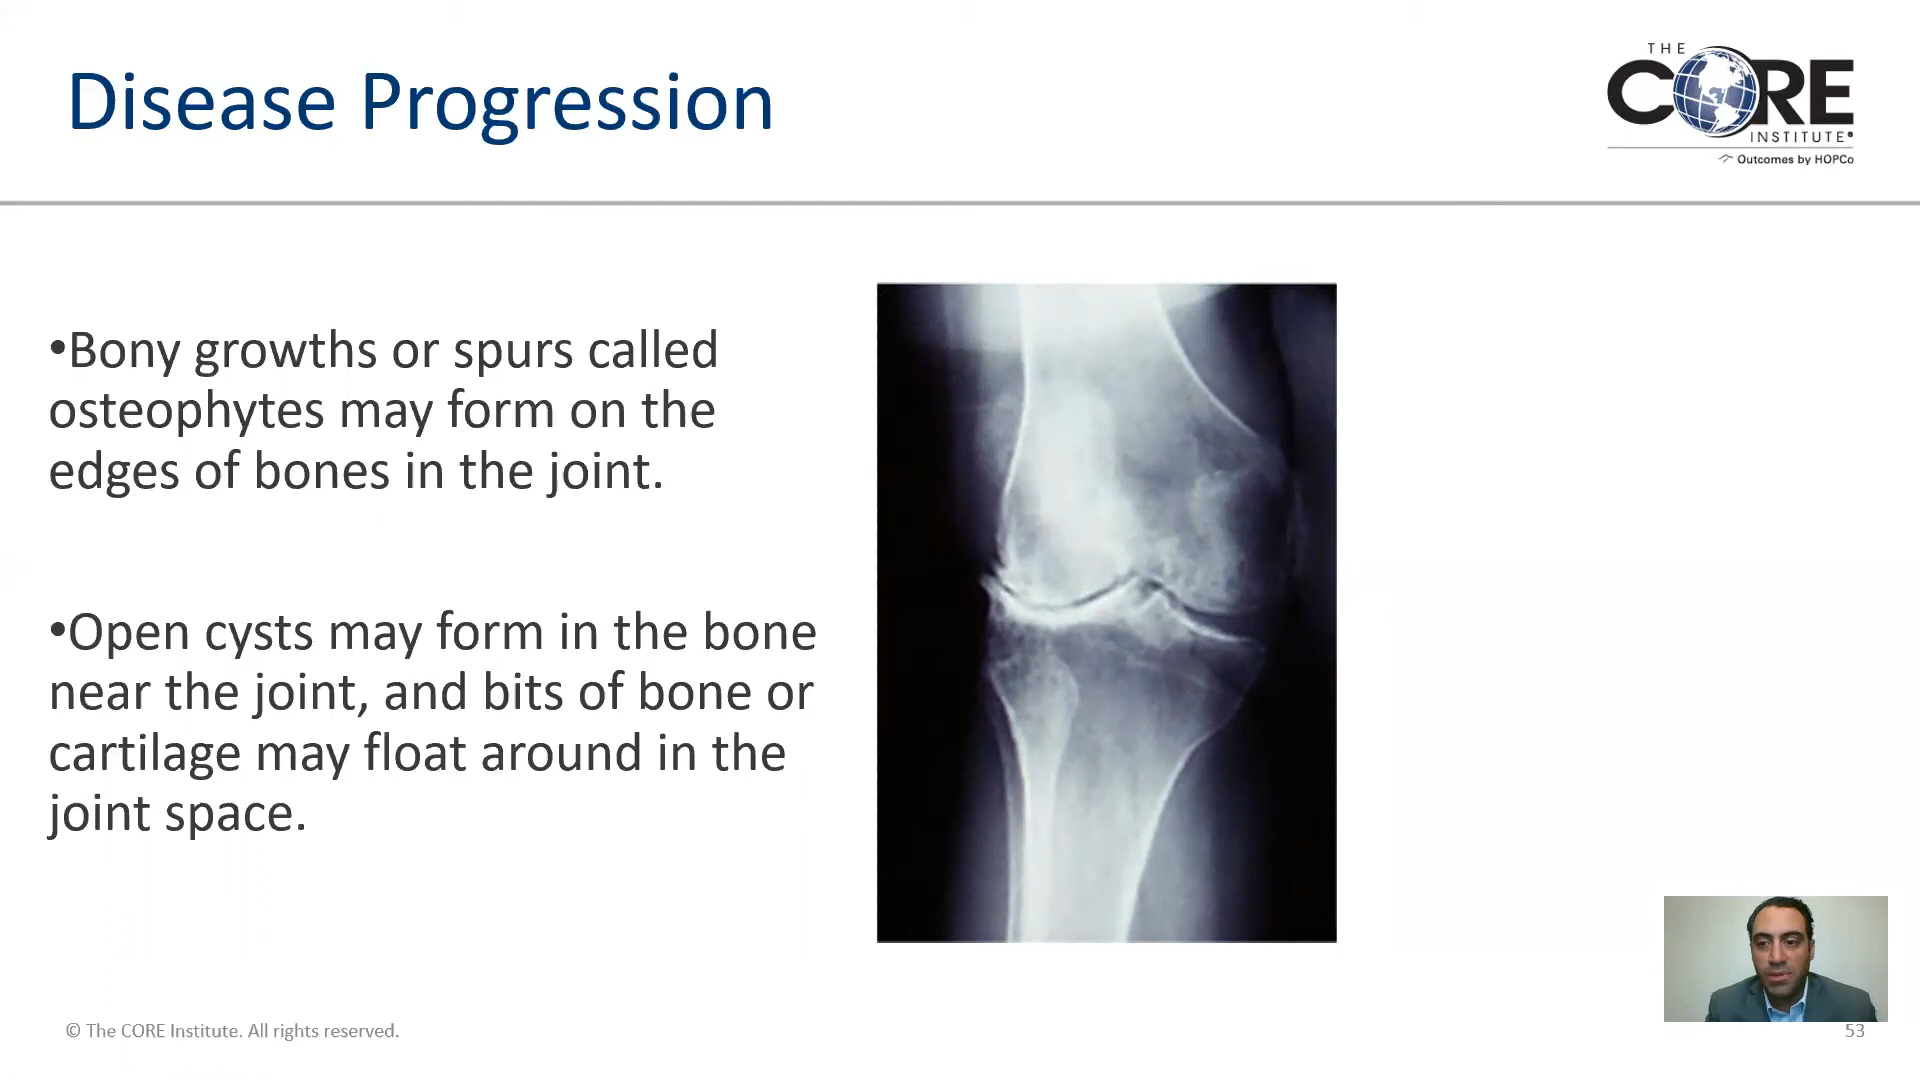 Disease Progression
THE
CORE
INSTITUTE®
Outcomes by HOPCo
•Bony growths or spurs called
osteophytes may form on the
edges of bones in the joint.
•Open cysts may form in the bone
near the joint, and bits of bone or
cartilage may float around in the
joint space.
© The CORE Institute. All rights reserved.
53